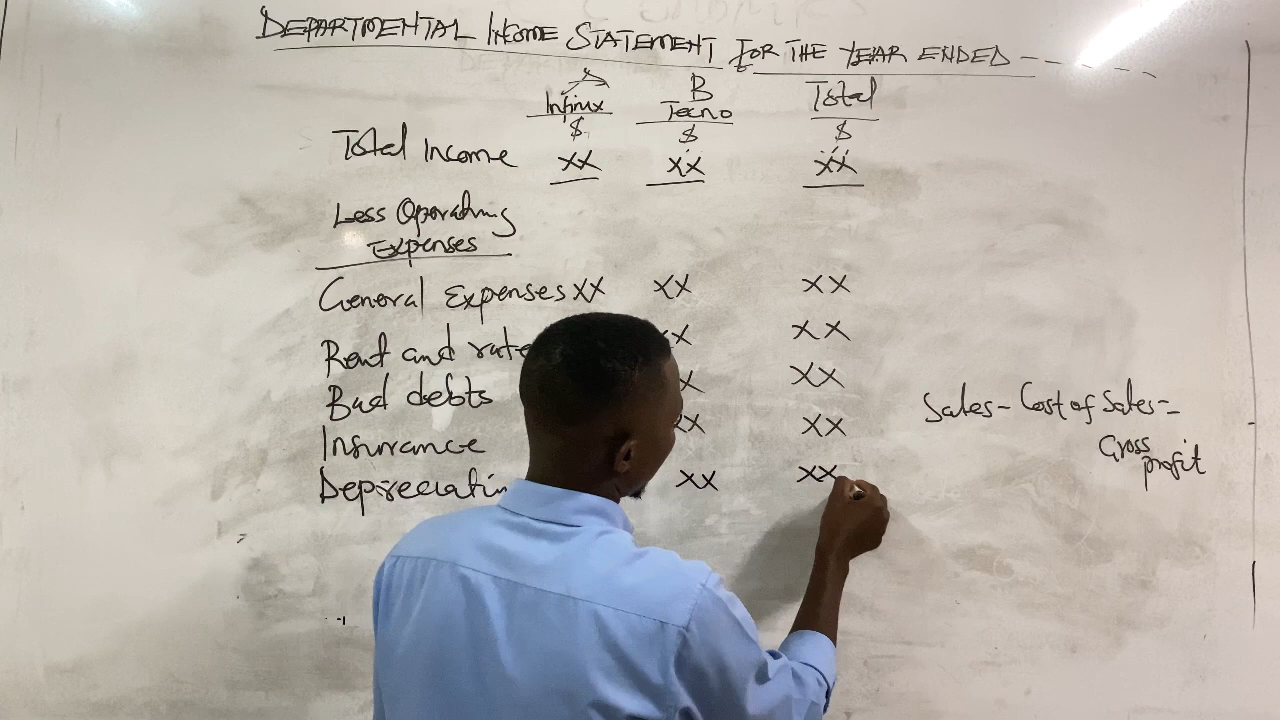 DEPARTMENTAL INCOME STATEMENT FOR THE YEAR ENDED
A B Total
Infinix Tecno
$ $ $
Total Income XX XX XX
Less Operating
Expenses
General Expenses XX XX XX
Rent and rate XX XX
Bad debts X XX
Insurance XX XX
Depreciatin XX XX
Sales - Cost of Sales =
Gross
profit